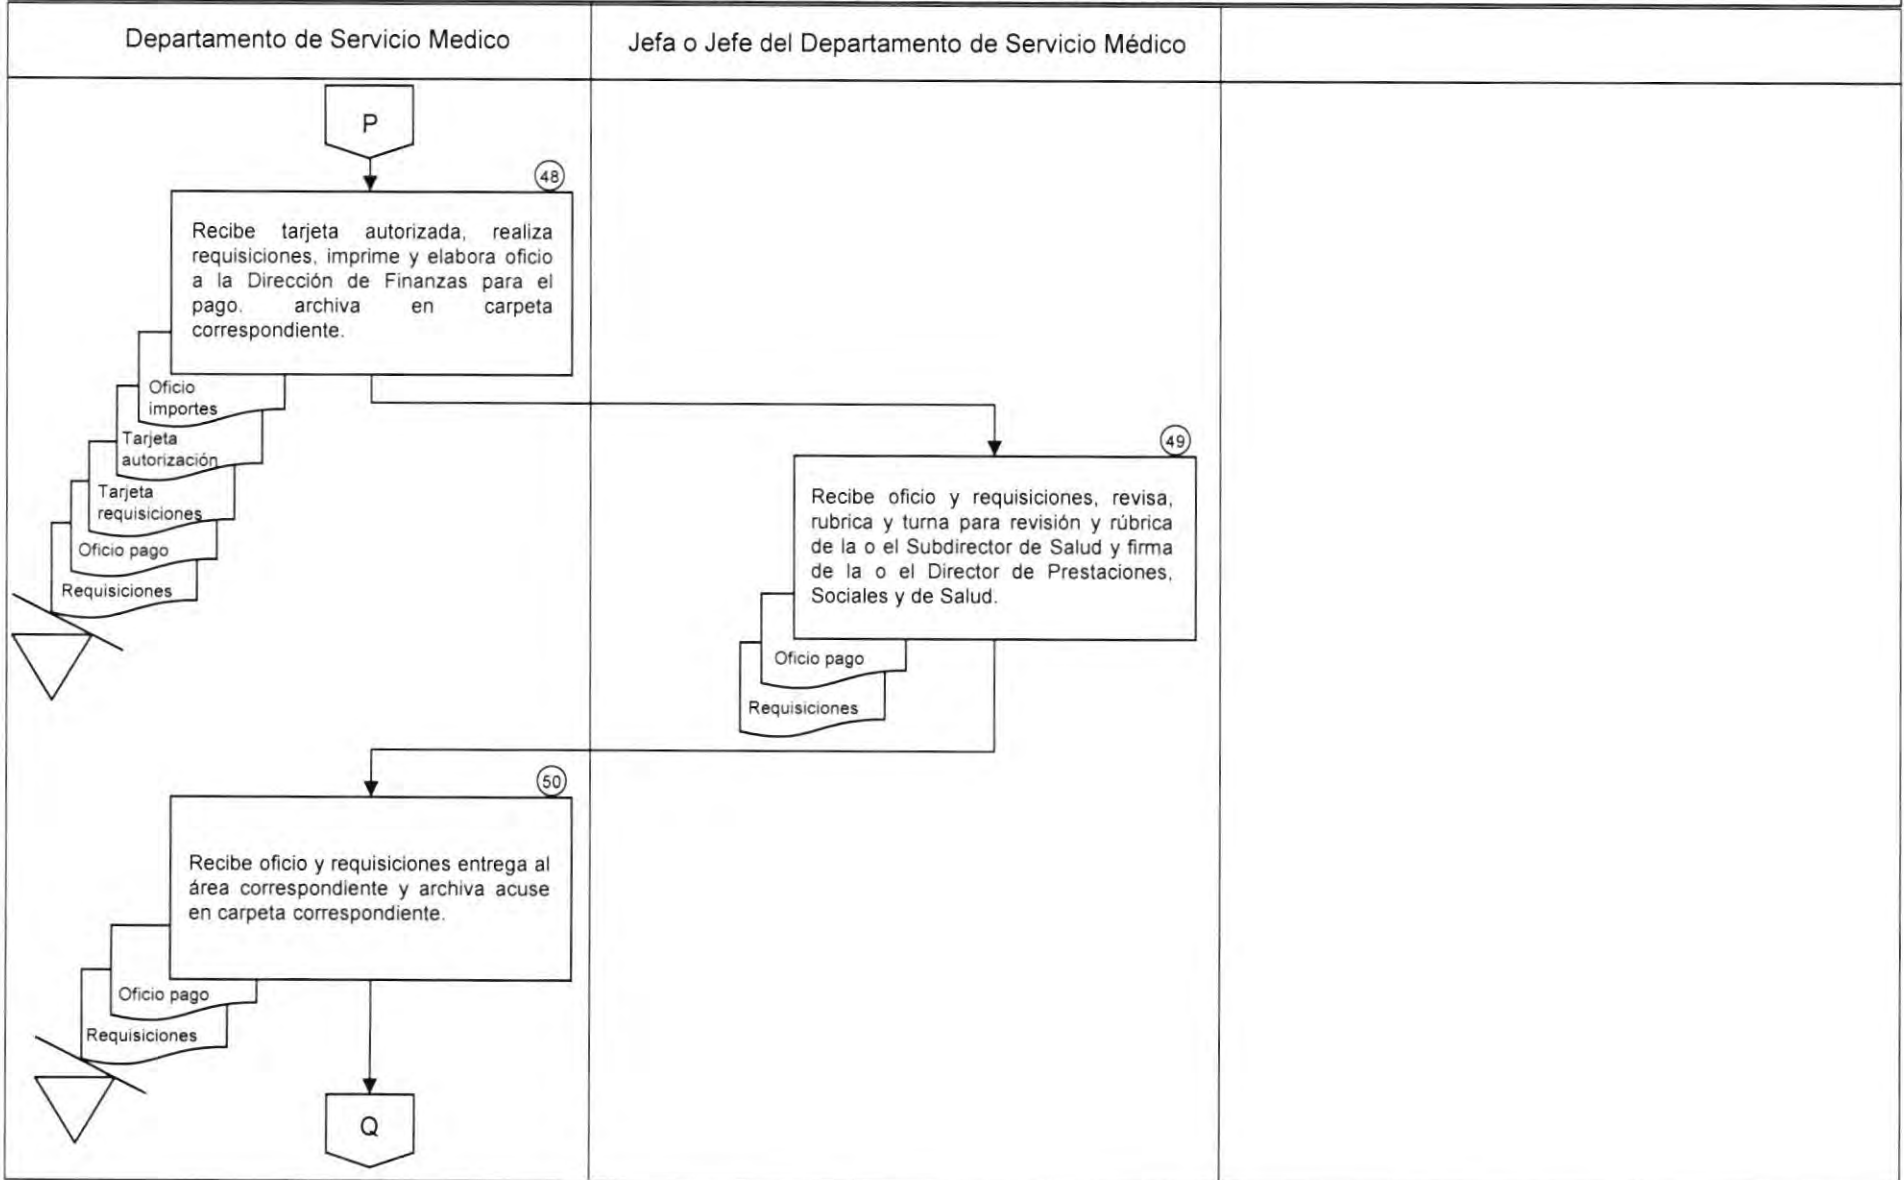 Departamento de Servicio Medico
Jefa o Jefe del Departamento de Servicio Médico
P
48
Recibe tarjeta autorizada, realiza
requisiciones, imprime y elabora oficio
a la Dirección de Finanzas para el
pago. archiva en carpeta
correspondiente.
Oficio
importes
Tarjeta
autorización
Tarjeta
requisiciones
Oficio pago
Requisiciones
49
Recibe oficio y requisiciones, revisa,
rubrica y turna para revisión y rúbrica
de la o el Subdirector de Salud y firma
de la o el Director de Prestaciones,
Sociales y de Salud.
Oficio pago
Requisiciones
50
Recibe oficio y requisiciones entrega al
área correspondiente y archiva acuse
en carpeta correspondiente.
Oficio pago
Requisiciones
Q